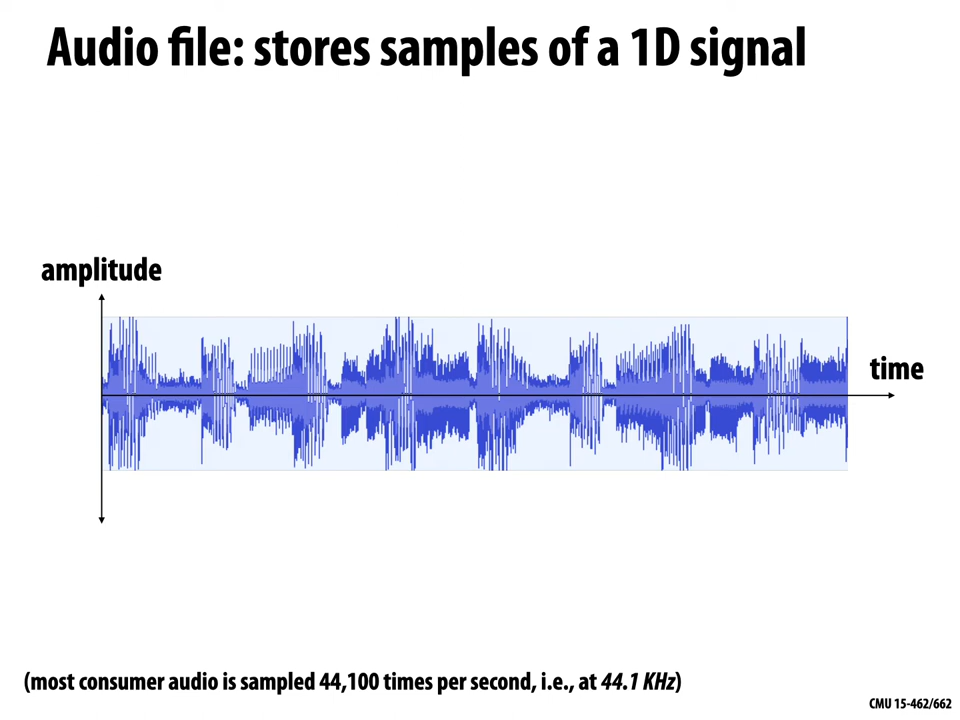 Audio file: stores samples of a 1D signal
amplitude
time
(most consumer audio is sampled 44,100 times per second, i.e., at 44.1 KHz)
CMU 15-462/662